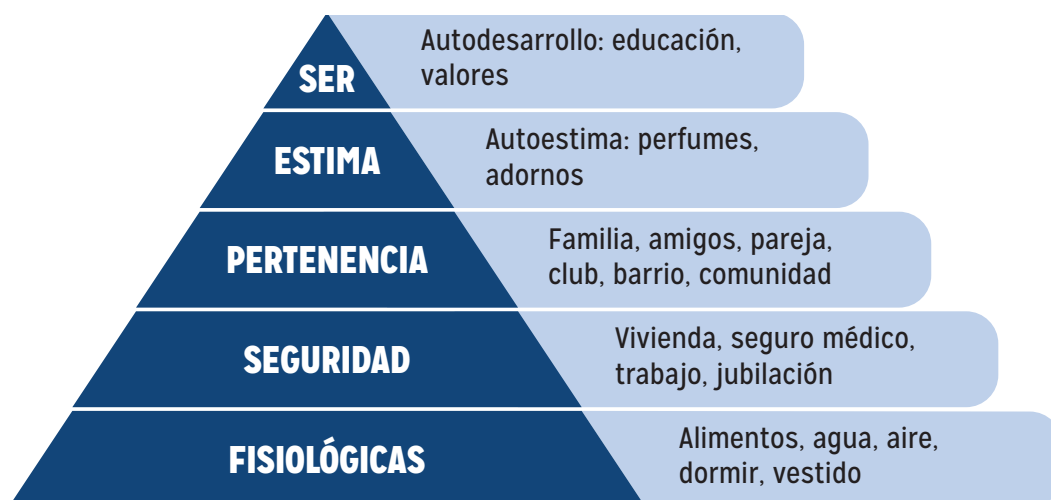 SER
Autodesarrollo: educación,
valores
ESTIMA
Autoestima: perfumes,
adornos
PERTENENCIA
Familia, amigos, pareja,
club, barrio, comunidad
SEGURIDAD
Vivienda, seguro médico,
trabajo, jubilación
FISIOLÓGICAS
Alimentos, agua, aire,
dormir, vestido